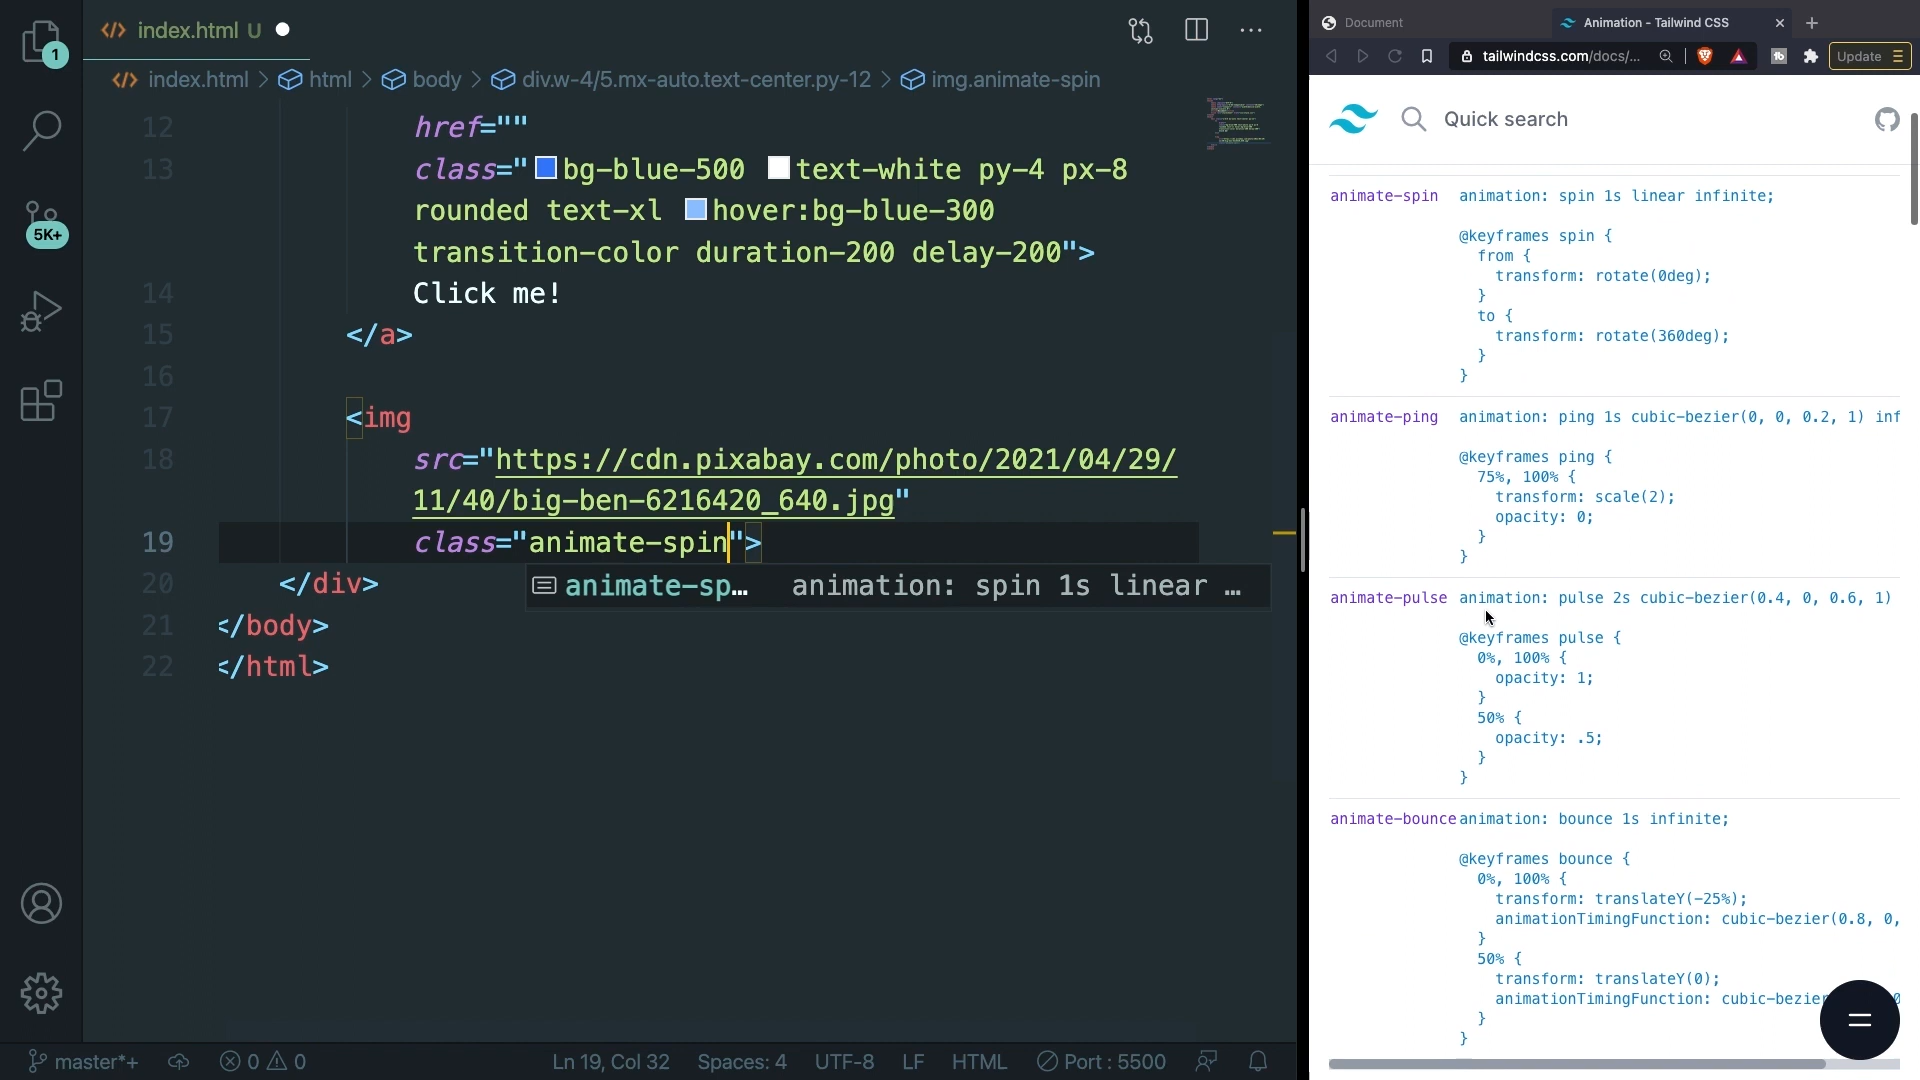 index.html U
index.html > html > body > div.w-4/5.mx-auto.text-center.py-12 > img.animate-spin
1
5K+
12 href=""
13 class="bg-blue-500 text-white py-4 px-8
rounded text-xl hover:bg-blue-300
transition-color duration-200 delay-200">
14 Click me!
15 </a>
16
17 <img
18 src="https://cdn.pixabay.com/photo/2021/04/29/
11/40/big-ben-6216420_640.jpg"
19 class="animate-spin">
animate-sp… animation: spin 1s linear …
20 </div>
21 </body>
22 </html>
master*+ 0 0 Ln 19, Col 32 Spaces: 4 UTF-8 LF HTML Port : 5500
Document Animation - Tailwind CSS
tailwindcss.com/docs/... Update
Quick search
animate-spin animation: spin 1s linear infinite;
@keyframes spin {
from {
transform: rotate(0deg);
}
to {
transform: rotate(360deg);
}
}
animate-ping animation: ping 1s cubic-bezier(0, 0, 0.2, 1) inf
@keyframes ping {
75%, 100% {
transform: scale(2);
opacity: 0;
}
}
animate-pulse animation: pulse 2s cubic-bezier(0.4, 0, 0.6, 1)
@keyframes pulse {
0%, 100% {
opacity: 1;
}
50% {
opacity: .5;
}
}
animate-bounce animation: bounce 1s infinite;
@keyframes bounce {
0%, 100% {
transform: translateY(-25%);
animationTimingFunction: cubic-bezier(0.8, 0,
}
50% {
transform: translateY(0);
animationTimingFunction: cubic-bezier
}
}